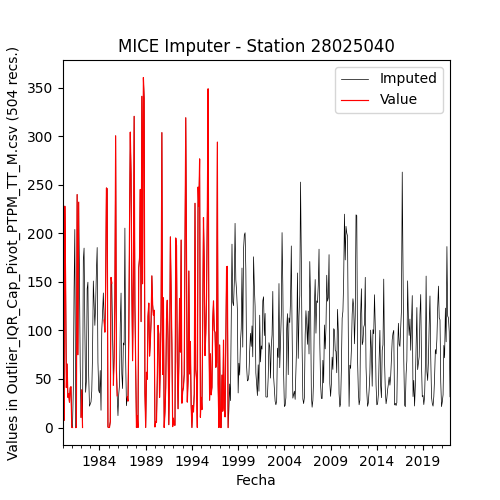 MICE Imputer - Station 28025040
Imputed
Value
Values in Outlier_IQR_Cap_Pivot_PTPM_TT_M.csv (504 recs.)
350
300
250
200
150
100
50
0
1984 1989 1994 1999 2004 2009 2014 2019
Fecha